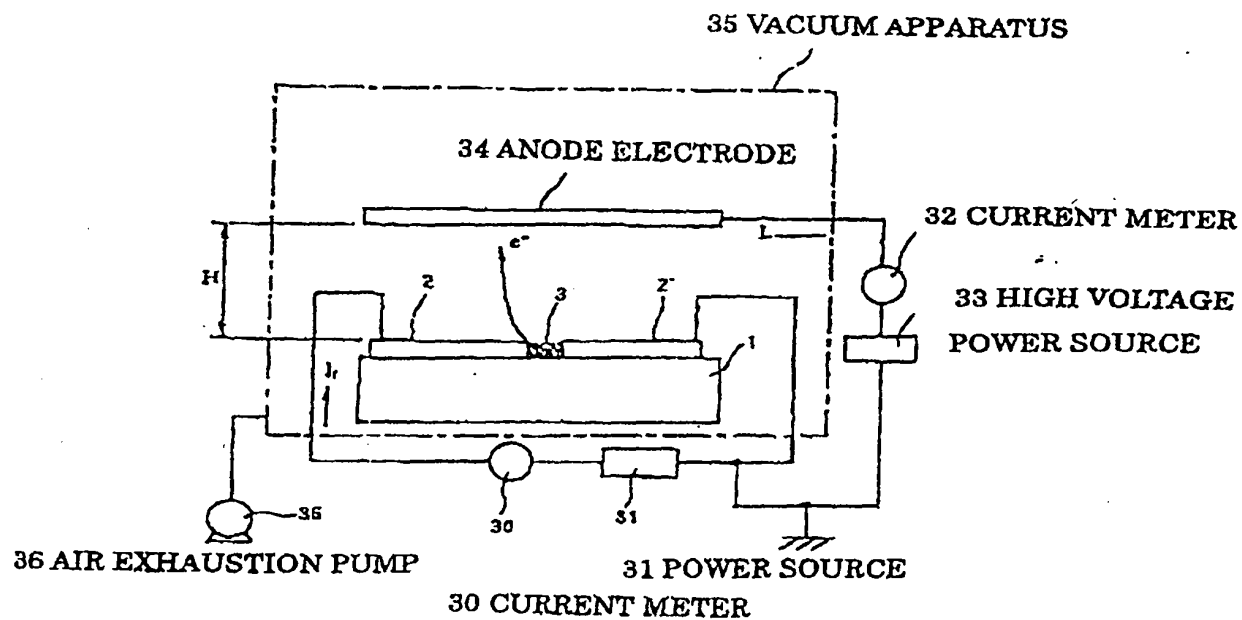 35 VACUUM APPARATUS
34 ANODE ELECTRODE
32 CURRENT METER
e-
H
2
3
2'
33 HIGH VOLTAGE
POWER SOURCE
1
36
30
31
36 AIR EXHAUSTION PUMP
31 POWER SOURCE
30 CURRENT METER